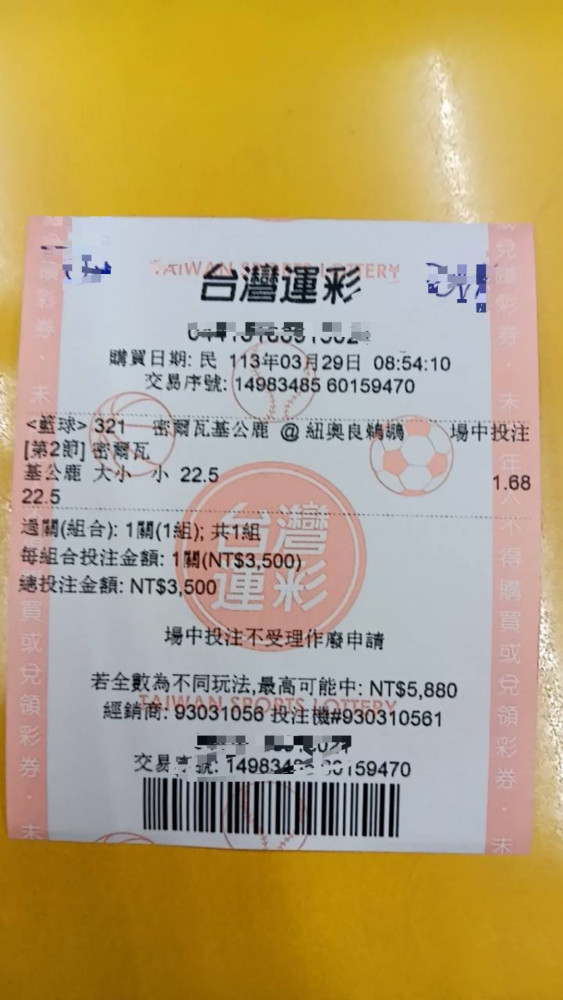 TAIWAN SPORTS LOTTERY
台灣運彩
購買日期: 民 113年03月29日 08:54:10
交易序號: 14983485 60159470
<籃球> 321 密爾瓦基公鹿 @ 紐奧良鵜鶘 場中投注
[第2節] 密爾瓦
基公鹿 大小 小 22.5 1.68
22.5
過關(組合): 1關(1組); 共1組
每組合投注金額: 1關(NT$3,500)
總投注金額: NT$3,500
台灣
運彩
場中投注不受理作廢申請
若全數為不同玩法,最高可能中: NT$5,880
TAIWAN SPORTS LOTTERY
經銷商: 93031056 投注機#930310561
交易序號: 60159470